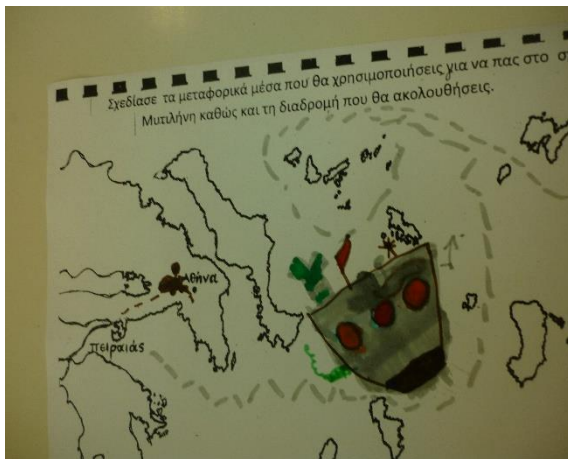 Σχεδίασε τα μεταφορικά μέσα που θα χρησιμοποιήσεις για να πας στο
Μυτιλήνη καθώς και τη διαδρομή που θα ακολουθήσεις.
Αθήνα
πειραιάς